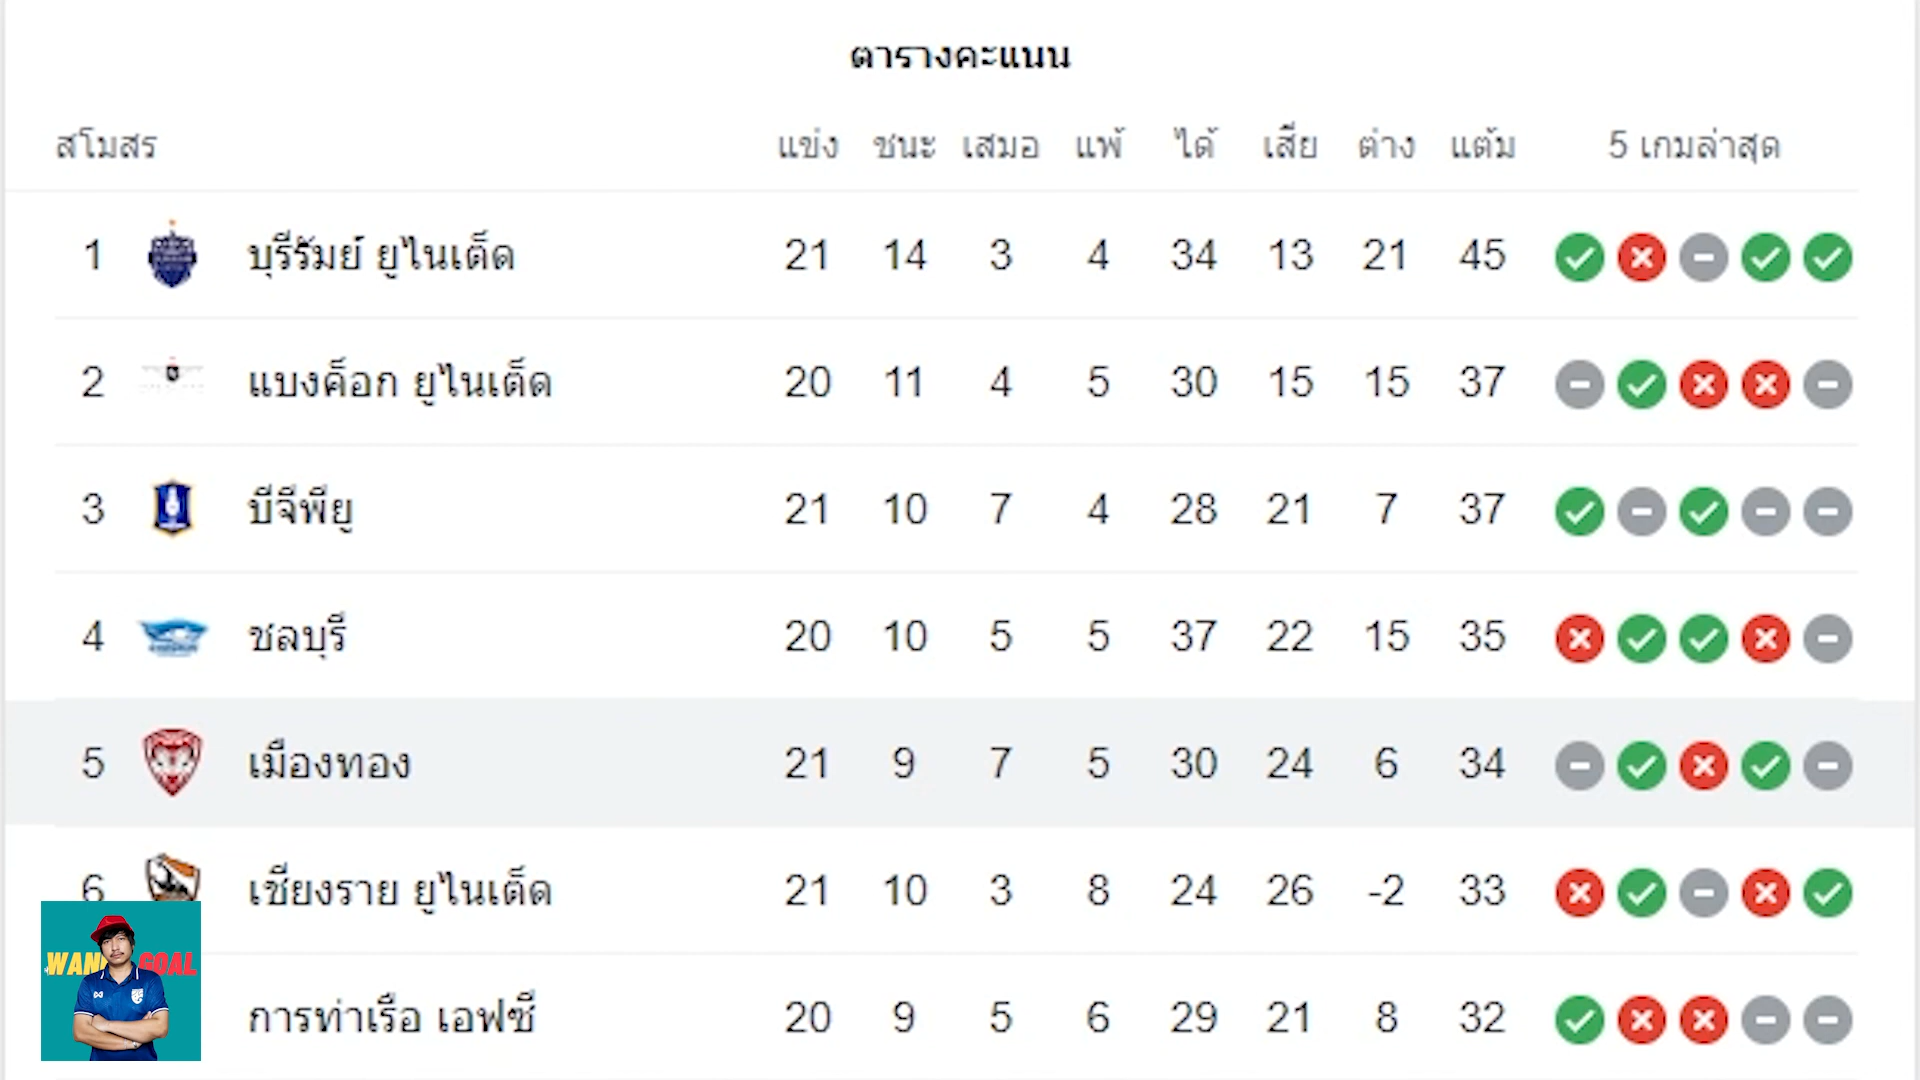 ตารางคะแนน
สโมสร แข่ง ชนะ เสมอ แพ้ ได้ เสีย ต่าง แต้ม 5 เกมล่าสุด
1 บุรีรัมย์ ยูไนเต็ด 21 14 3 4 34 13 21 45
2 แบงค็อก ยูไนเต็ด 20 11 4 5 30 15 15 37
3 บีจีพียู 21 10 7 4 28 21 7 37
4 ชลบุรี 20 10 5 5 37 22 15 35
5 เมืองทอง 21 9 7 5 30 24 6 34
6 เชียงราย ยูไนเต็ด 21 10 3 8 24 26 -2 33
การท่าเรือ เอฟซี 20 9 5 6 29 21 8 32
GOAL